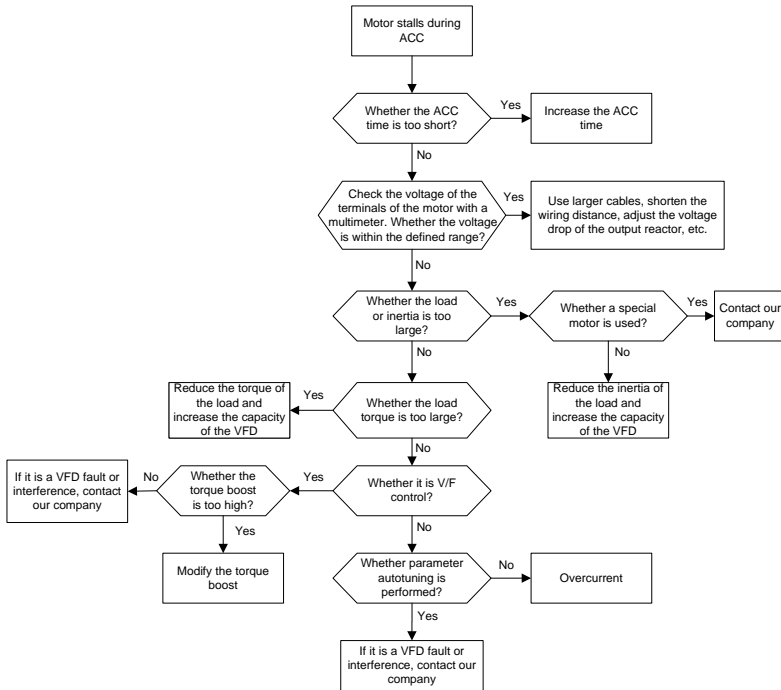 Motor stalls during
ACC
Whether the ACC
time is too short?
Yes
Increase the ACC
time
No
Check the voltage of the
terminals of the motor with a
multimeter. Whether the voltage
is within the defined range?
Yes
Use larger cables, shorten the
wiring distance, adjust the voltage
drop of the output reactor, etc.
No
Whether the load
or inertia is too
large?
Yes
Whether a special
motor is used?
Yes
Contact our
company
No
No
Reduce the torque of
the load and
increase the capacity
of the VFD
Yes
Whether the load
torque is too large?
Reduce the inertia of
the load and
increase the capacity
of the VFD
No
If it is a VFD fault or
interference, contact
our company
No
Whether the
torque boost
is too high?
Yes
Whether it is V/F
control?
Yes
No
Modify the torque
boost
Whether parameter
autotuning is
performed?
No
Overcurrent
Yes
If it is a VFD fault or
interference, contact our
company